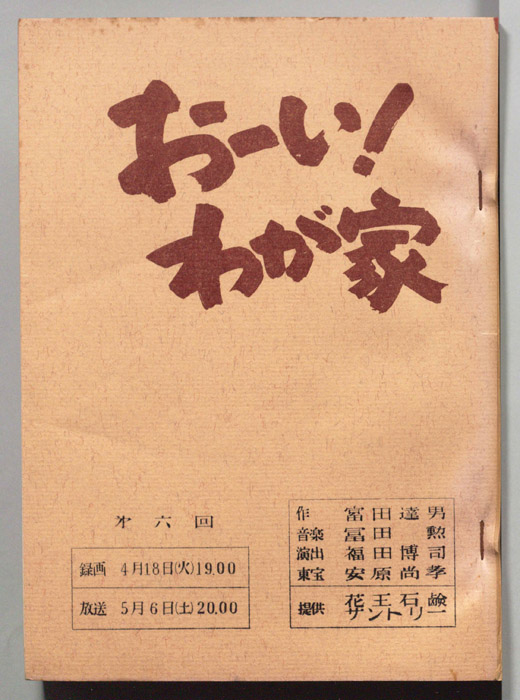 おーい!
わが家
第六回
録画 4月18日(火)19.00
放送 5月6日(土)20.00
作 富田達男
音楽 冨田 勲
演出 福田博司
東宝 安原尚孝
提供 花王石鹸
サントリー